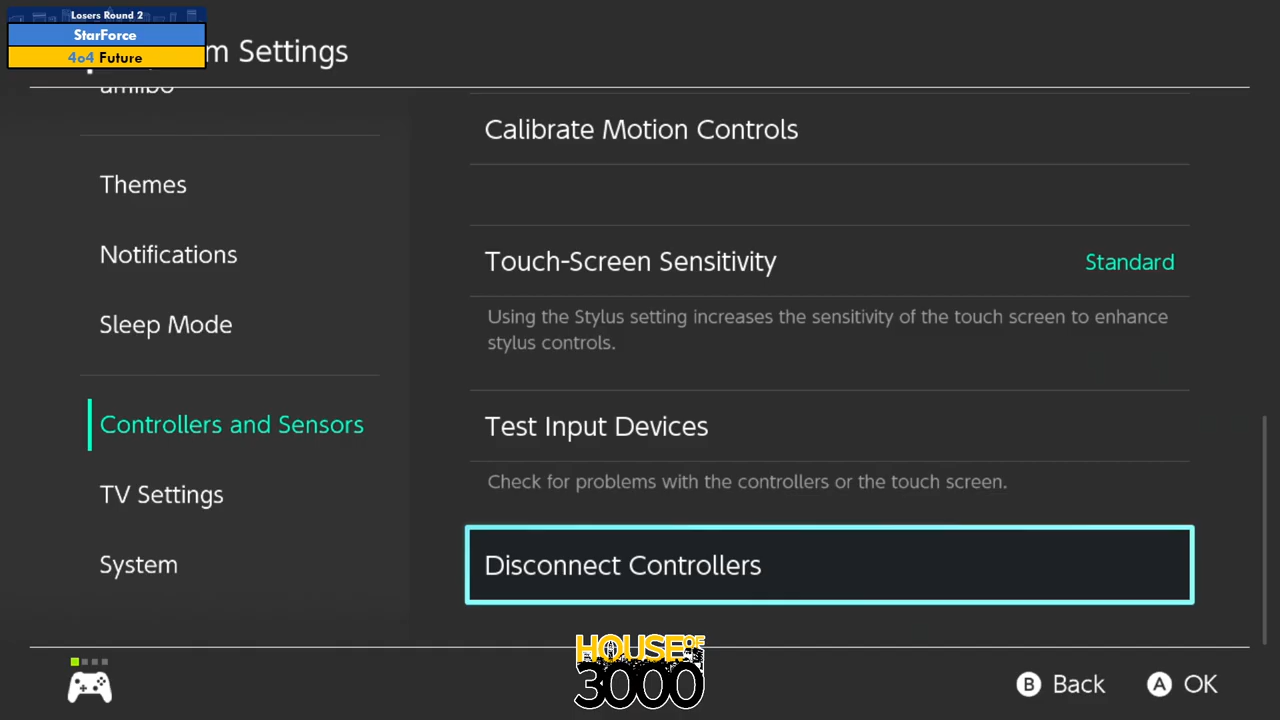 Losers Round 2
StarForce
4o4 Future
m Settings
amiibo
Themes
Notifications
Sleep Mode
Controllers and Sensors
TV Settings
System
Calibrate Motion Controls
Touch-Screen Sensitivity
Standard
Using the Stylus setting increases the sensitivity of the touch screen to enhance
stylus controls.
Test Input Devices
Check for problems with the controllers or the touch screen.
Disconnect Controllers
HOUSE OF
3000
B Back
A OK